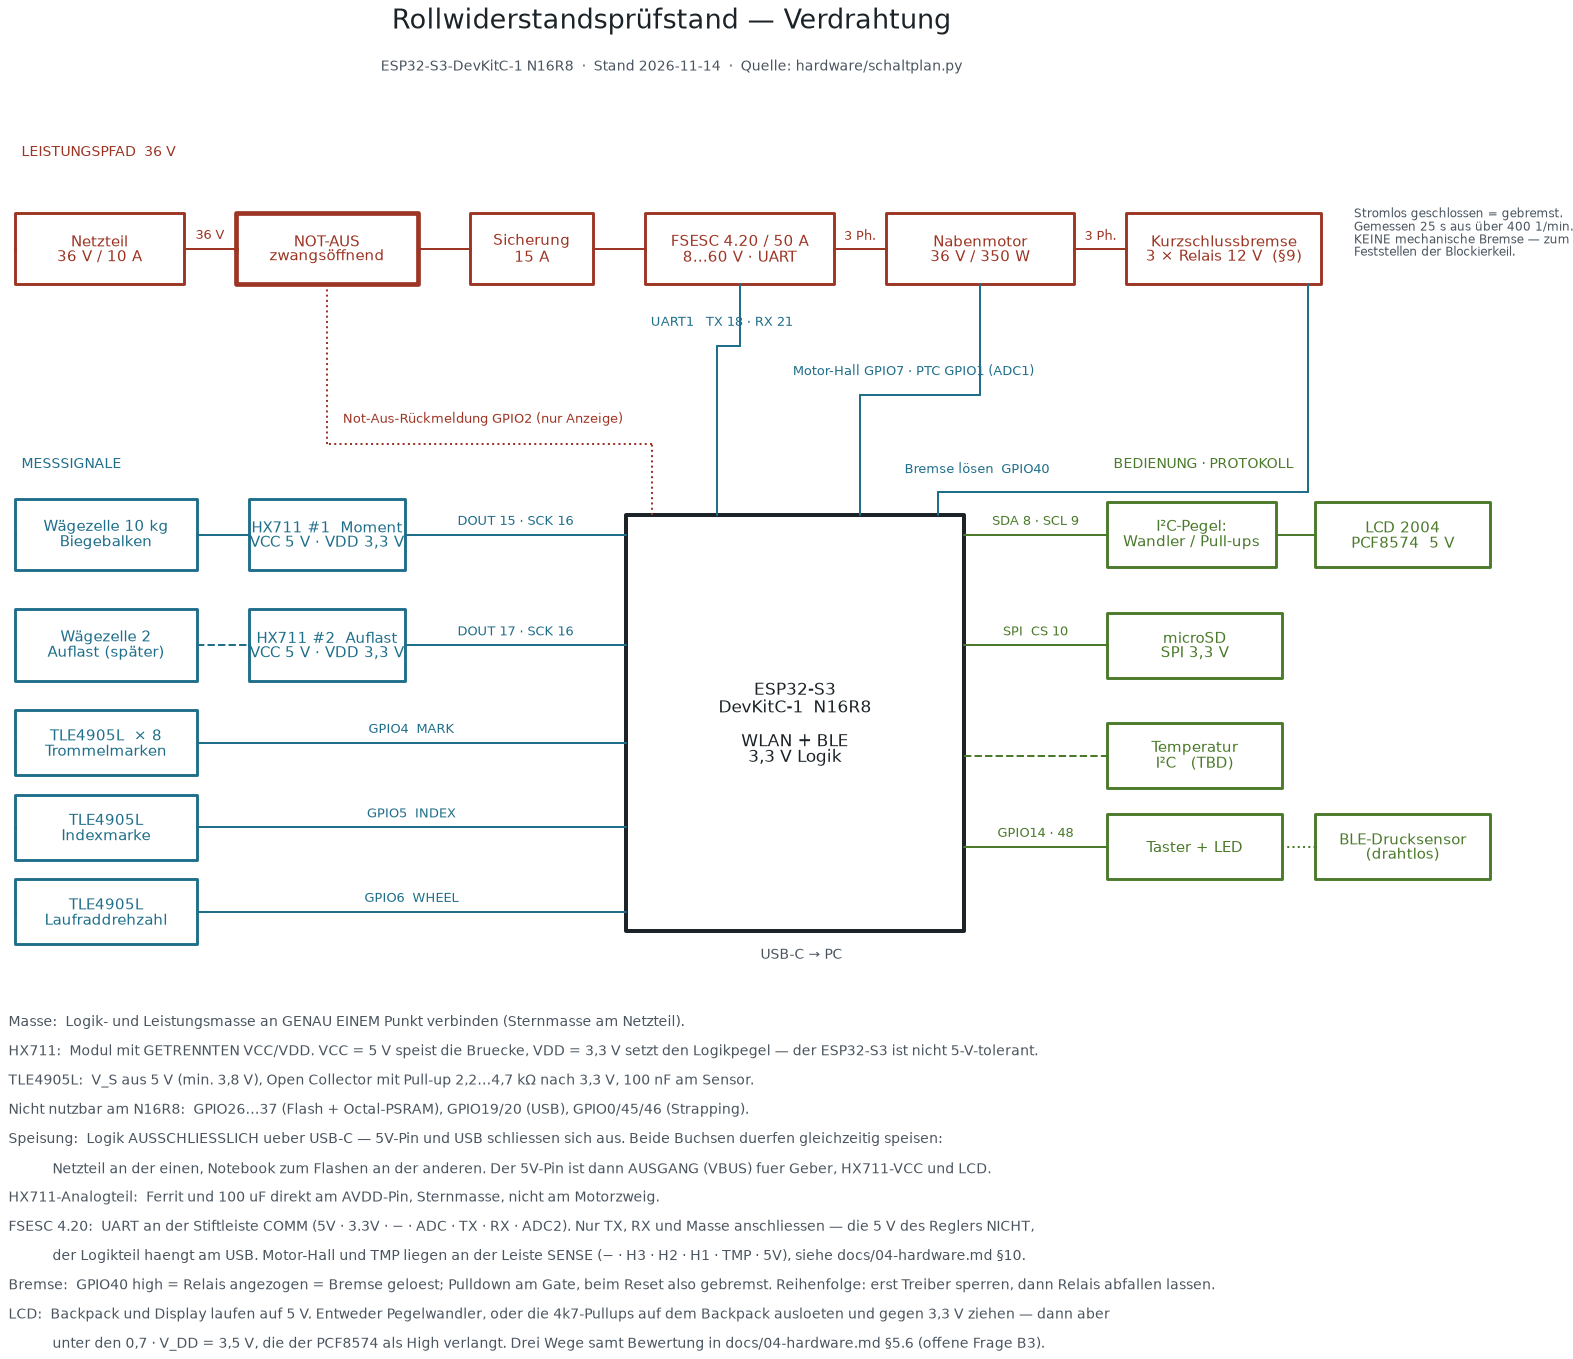 Rollwiderstandsprüfstand — Verdrahtung
ESP32-S3-DevKitC-1 N16R8 · Stand 2026-11-14 · Quelle: hardware/schaltplan.py
LEISTUNGSPFAD 36 V
Netzteil
36 V / 10 A
36 V
NOT-AUS
zwangsöffnend
Sicherung
15 A
FSESC 4.20 / 50 A
8…60 V · UART
3 Ph.
Nabenmotor
36 V / 350 W
3 Ph.
Kurzschlussbremse
3 × Relais 12 V (§9)
Stromlos geschlossen = gebremst.
Gemessen 25 s aus über 400 1/min.
KEINE mechanische Bremse — zum
Feststellen der Blockierkeil.
UART1 TX 18 · RX 21
Motor-Hall GPIO7 · PTC GPIO1 (ADC1)
Not-Aus-Rückmeldung GPIO2 (nur Anzeige)
Bremse lösen GPIO40
MESSSIGNALE
BEDIENUNG · PROTOKOLL
Wägezelle 10 kg
Biegebalken
HX711 #1 Moment
VCC 5 V · VDD 3,3 V
DOUT 15 · SCK 16
SDA 8 · SCL 9
I²C-Pegel:
Wandler / Pull-ups
LCD 2004
PCF8574 5 V
Wägezelle 2
Auflast (später)
HX711 #2 Auflast
VCC 5 V · VDD 3,3 V
DOUT 17 · SCK 16
SPI CS 10
microSD
SPI 3,3 V
TLE4905L × 8
Trommelmarken
GPIO4 MARK
ESP32-S3
DevKitC-1 N16R8
WLAN + BLE
3,3 V Logik
Temperatur
I²C (TBD)
TLE4905L
Indexmarke
GPIO5 INDEX
GPIO14 · 48
Taster + LED
BLE-Drucksensor
(drahtlos)
TLE4905L
Laufraddrehzahl
GPIO6 WHEEL
USB-C → PC
Masse: Logik- und Leistungsmasse an GENAU EINEM Punkt verbinden (Sternmasse am Netzteil).
HX711: Modul mit GETRENNTEN VCC/VDD. VCC = 5 V speist die Bruecke, VDD = 3,3 V setzt den Logikpegel — der ESP32-S3 ist nicht 5-V-tolerant.
TLE4905L: V_S aus 5 V (min. 3,8 V), Open Collector mit Pull-up 2,2…4,7 kΩ nach 3,3 V, 100 nF am Sensor.
Nicht nutzbar am N16R8: GPIO26…37 (Flash + Octal-PSRAM), GPIO19/20 (USB), GPIO0/45/46 (Strapping).
Speisung: Logik AUSSCHLIESSLICH ueber USB-C — 5V-Pin und USB schliessen sich aus. Beide Buchsen duerfen gleichzeitig speisen:
Netzteil an der einen, Notebook zum Flashen an der anderen. Der 5V-Pin ist dann AUSGANG (VBUS) fuer Geber, HX711-VCC und LCD.
HX711-Analogteil: Ferrit und 100 uF direkt am AVDD-Pin, Sternmasse, nicht am Motorzweig.
FSESC 4.20: UART an der Stiftleiste COMM (5V · 3.3V · − · ADC · TX · RX · ADC2). Nur TX, RX und Masse anschliessen — die 5 V des Reglers NICHT,
der Logikteil haengt am USB. Motor-Hall und TMP liegen an der Leiste SENSE (− · H3 · H2 · H1 · TMP · 5V), siehe docs/04-hardware.md §10.
Bremse: GPIO40 high = Relais angezogen = Bremse geloest; Pulldown am Gate, beim Reset also gebremst. Reihenfolge: erst Treiber sperren, dann Relais abfallen lassen.
LCD: Backpack und Display laufen auf 5 V. Entweder Pegelwandler, oder die 4k7-Pullups auf dem Backpack ausloeten und gegen 3,3 V ziehen — dann aber
unter den 0,7 · V_DD = 3,5 V, die der PCF8574 als High verlangt. Drei Wege samt Bewertung in docs/04-hardware.md §5.6 (offene Frage B3).